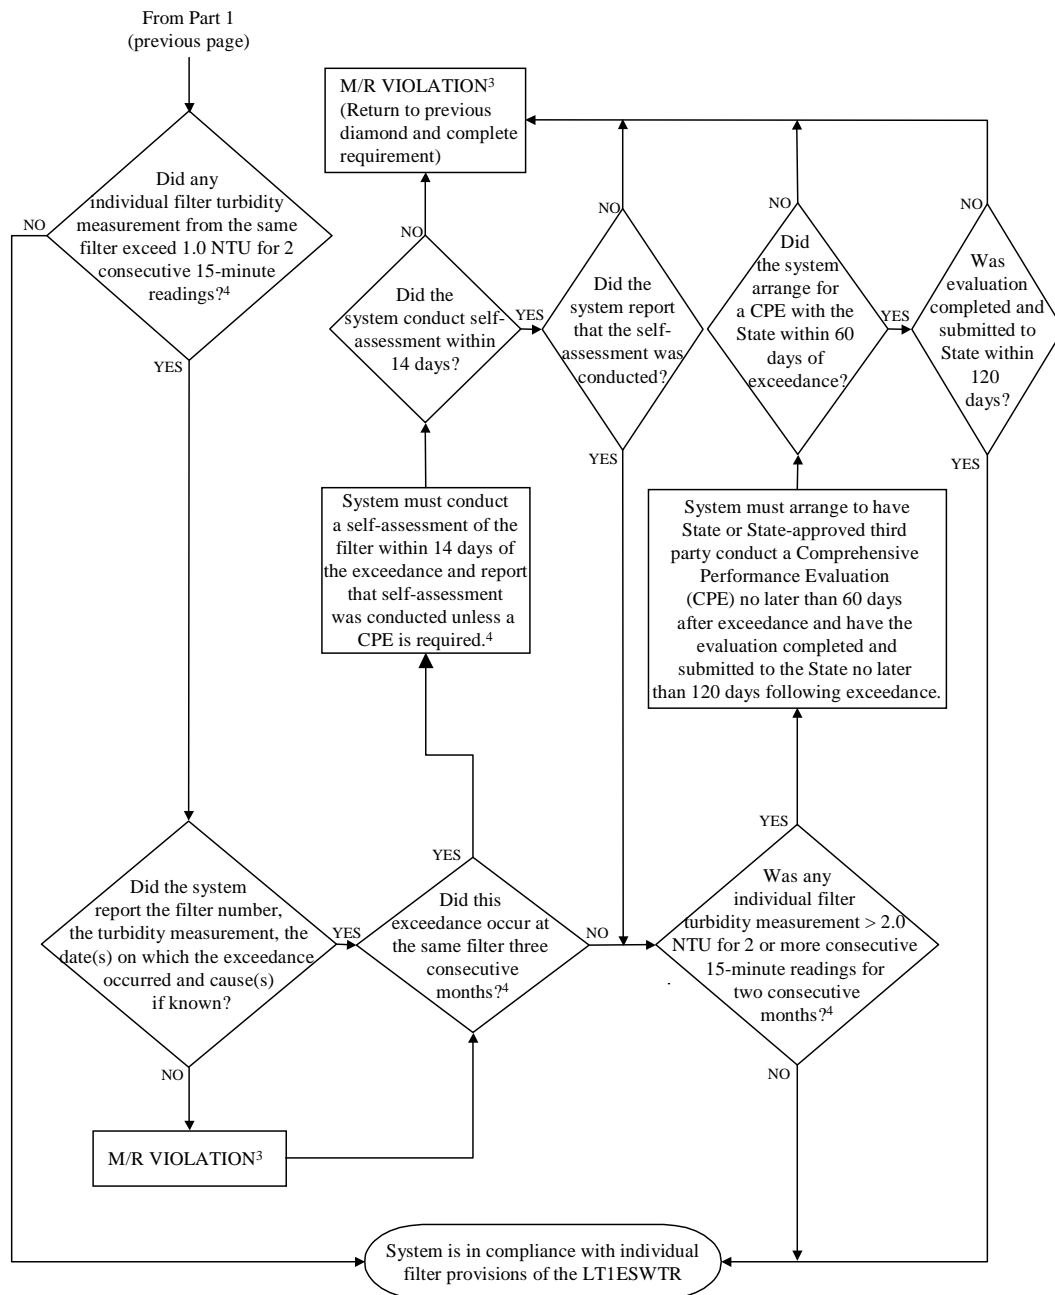 From Part 1
(previous page)
M/R VIOLATION³
(Return to previous
diamond and complete
requirement)
Did any
individual filter turbidity
measurement from the same
filter exceed 1.0 NTU for 2
consecutive 15-minute
readings?⁴
NO
YES
Did the
system conduct self-
assessment within
14 days?
NO
YES
Did the
system report
that the self-
assessment was
conducted?
NO
YES
Did
the system
arrange for
a CPE with the
State within 60
days of
exceedance?
NO
YES
Was
evaluation
completed and
submitted to
State within
120
days?
NO
YES
System must conduct
a self-assessment of the
filter within 14 days of
the exceedance and report
that self-assessment
was conducted unless a
CPE is required.⁴
System must arrange to have
State or State-approved third
party conduct a Comprehensive
Performance Evaluation
(CPE) no later than 60 days
after exceedance and have the
evaluation completed and
submitted to the State no later
than 120 days following exceedance.
Did the system
report the filter number,
the turbidity measurement, the
date(s) on which the exceedance
occurred and cause(s)
if known?
YES
NO
Did this
exceedance occur at
the same filter three
consecutive
months?⁴
YES
NO
Was any
individual filter
turbidity measurement > 2.0
NTU for 2 or more consecutive
15-minute readings for
two consecutive
months?⁴
YES
NO
M/R VIOLATION³
System is in compliance with individual
filter provisions of the LT1ESWTR